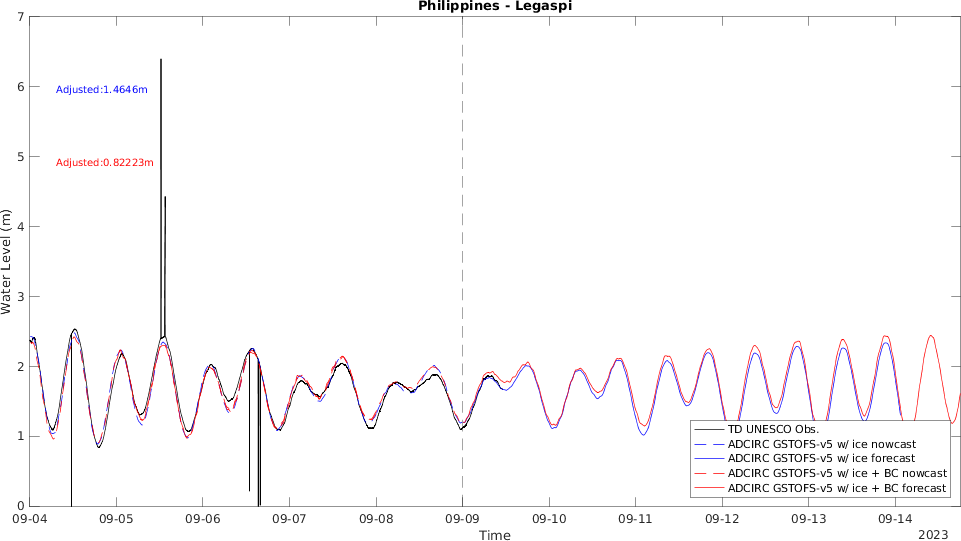 Philippines - Legaspi
7
6
5
4
3
2
1
0
Water Level (m)
Adjusted:1.4646m
Adjusted:0.82223m
TD UNESCO Obs.
ADCIRC GSTOFS-v5 w/ ice nowcast
ADCIRC GSTOFS-v5 w/ ice forecast
ADCIRC GSTOFS-v5 w/ ice + BC nowcast
ADCIRC GSTOFS-v5 w/ ice + BC forecast
09-04 09-05 09-06 09-07 09-08 09-09 09-10 09-11 09-12 09-13 09-14
Time
2023